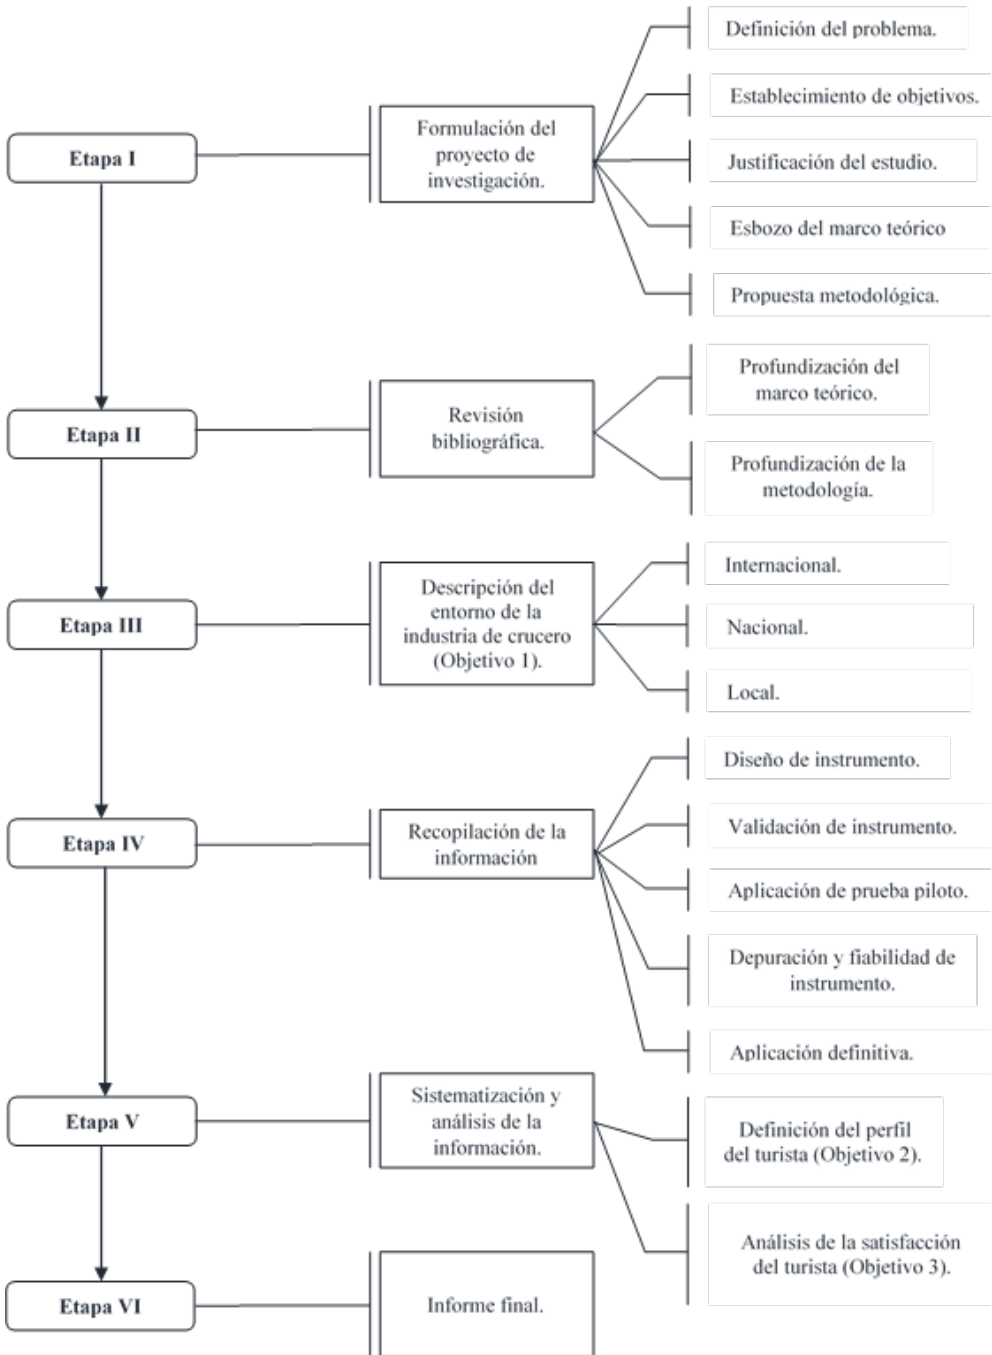 Etapa I
Formulación del
proyecto de
investigación.
Definición del problema.
Establecimiento de objetivos.
Justificación del estudio.
Esbozo del marco teórico
Propuesta metodológica.
Etapa II
Revisión
bibliográfica.
Profundización del
marco teórico.
Profundización de la
metodología.
Etapa III
Descripción del
entorno de la
industria de crucero
(Objetivo 1).
Internacional.
Nacional.
Local.
Etapa IV
Recopilación de la
información
Diseño de instrumento.
Validación de instrumento.
Aplicación de prueba piloto.
Depuración y fiabilidad de
instrumento.
Aplicación definitiva.
Etapa V
Sistematización y
análisis de la
información.
Definición del perfil
del turista (Objetivo 2).
Análisis de la satisfacción
del turista (Objetivo 3).
Etapa VI
Informe final.